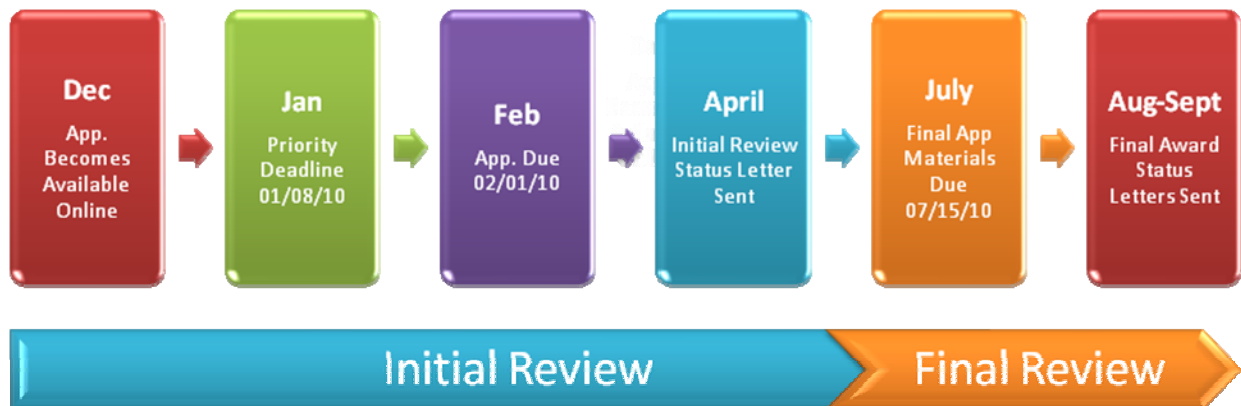 Dec
App.
Becomes
Available
Online
Jan
Priority
Deadline
01/08/10
Feb
App. Due
02/01/10
April
Initial Review
Status Letter
Sent
July
Final App
Materials
Due
07/15/10
Aug-Sept
Final Award
Status
Letters Sent
Initial Review
Final Review